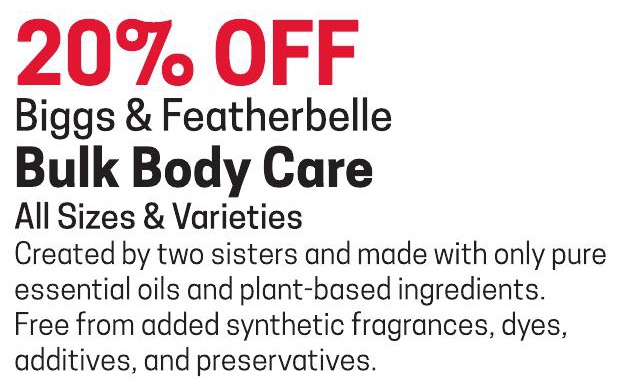 20% OFF
Biggs & Featherbelle
Bulk Body Care
All Sizes & Varieties
Created by two sisters and made with only pure
essential oils and plant-based ingredients.
Free from added synthetic fragrances, dyes,
additives, and preservatives.